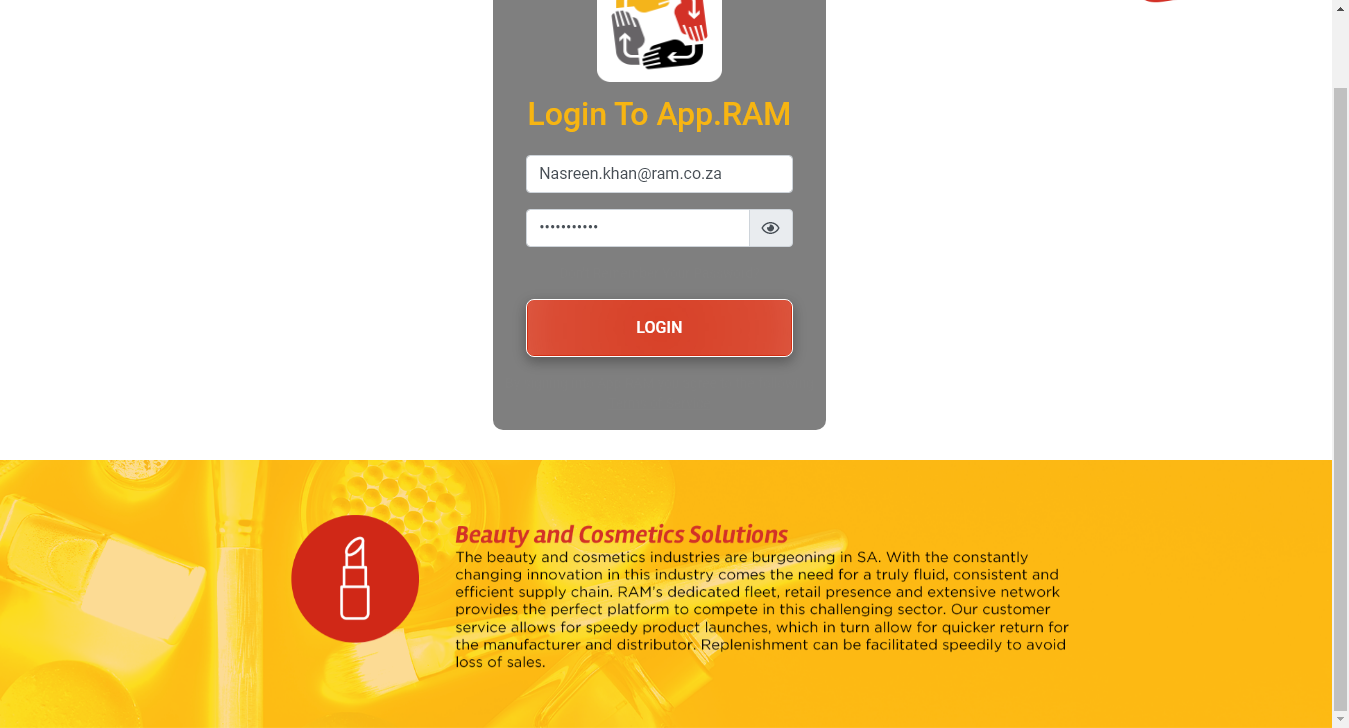 Login To App.RAM
Nasreen.khan@ram.co.za
•••••••••••
LOGIN
Beauty and Cosmetics Solutions
The beauty and cosmetics industries are burgeoning in SA. With the constantly
changing innovation in this industry comes the need for a truly fluid, consistent and
efficient supply chain. RAM's dedicated fleet, retail presence and extensive network
provides the perfect platform to compete in this challenging sector. Our customer
service allows for speedy product launches, which in turn allow for quicker return for
the manufacturer and distributor. Replenishment can be facilitated speedily to avoid
loss of sales.